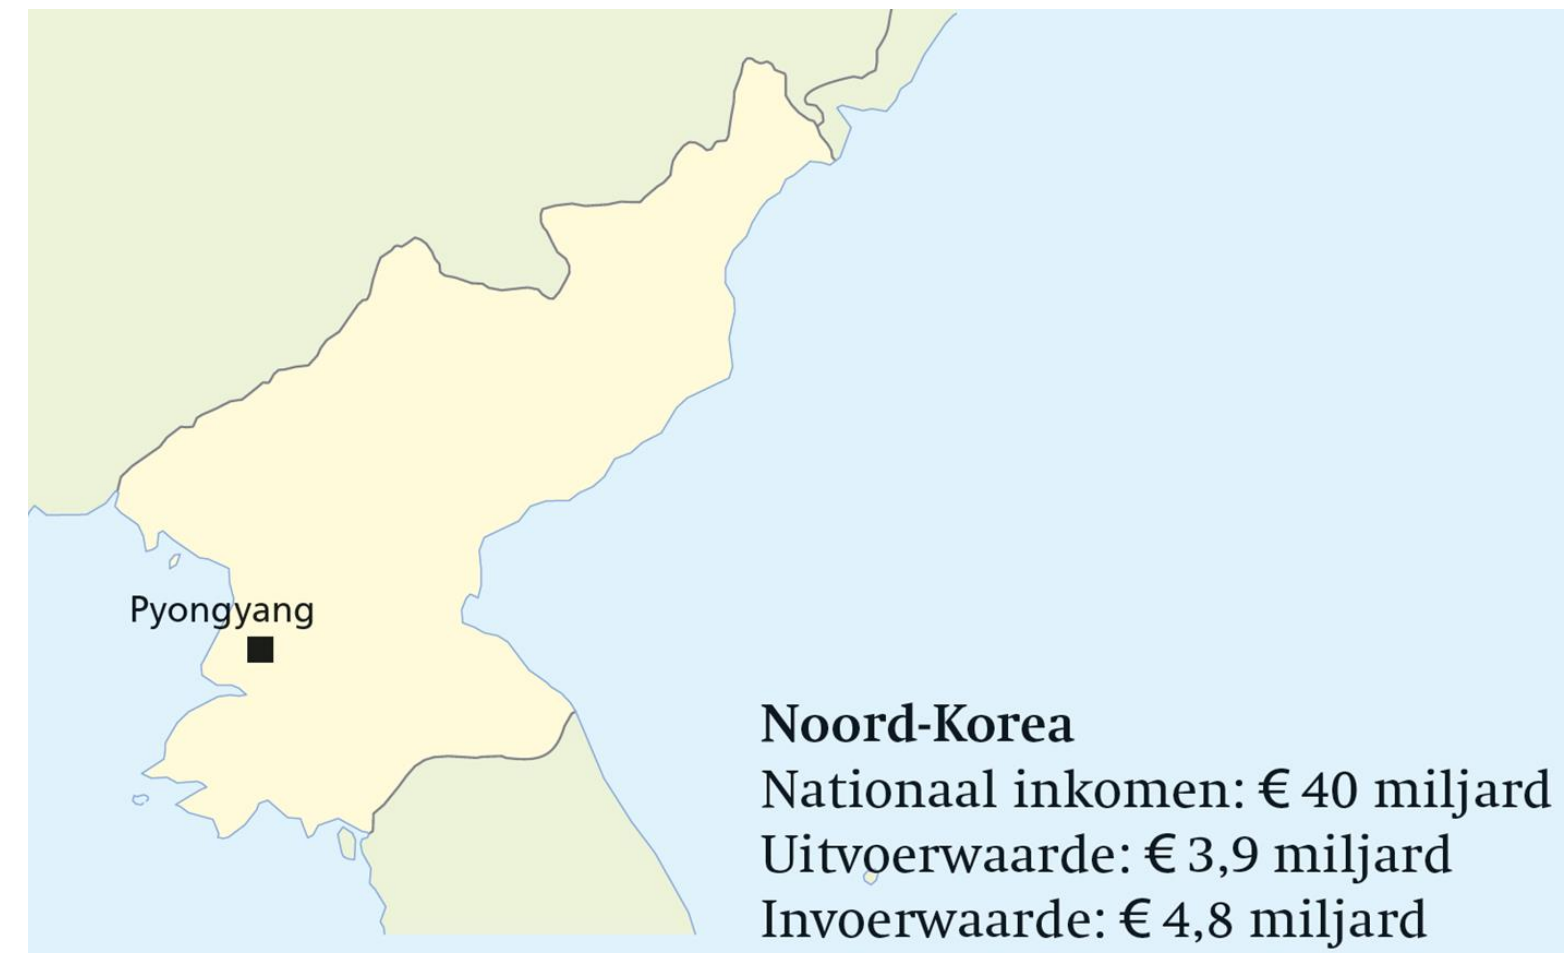 Pyongyang
Noord-Korea
Nationaal inkomen: € 40 miljard
Uitvoerwaarde: € 3,9 miljard
Invoerwaarde: € 4,8 miljard